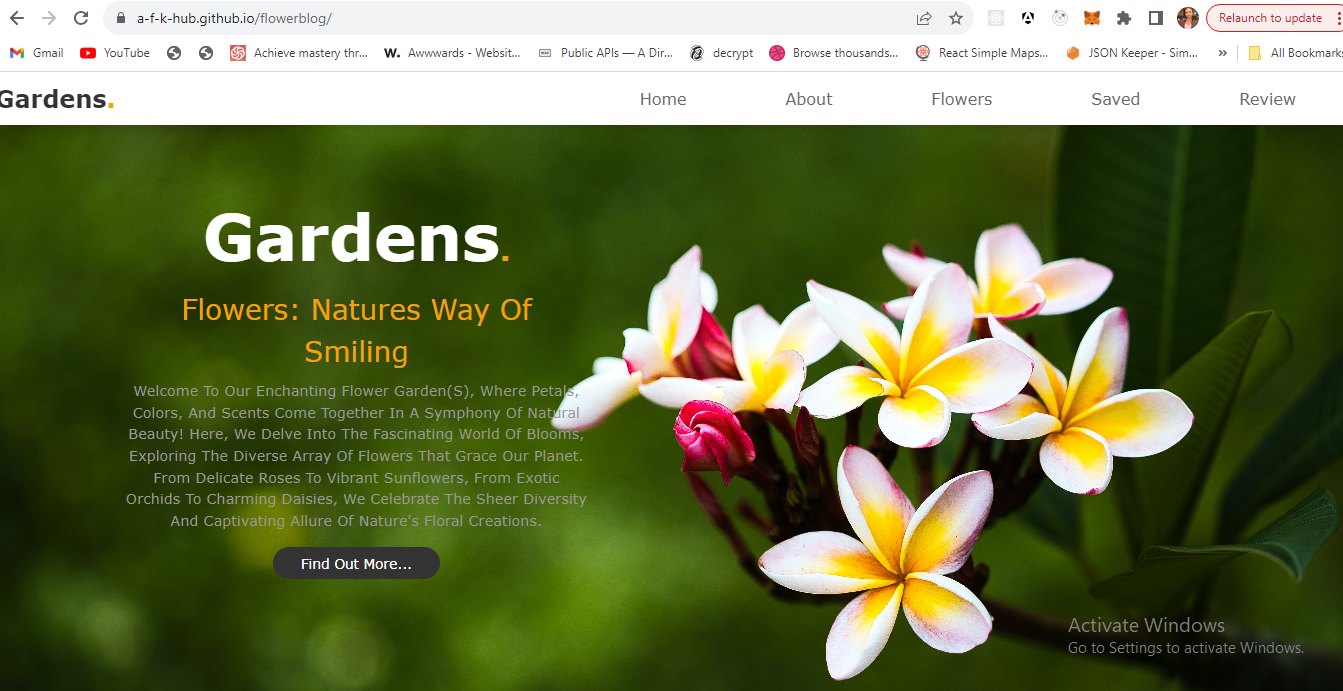 a-f-k-hub.github.io/flowerblog/
Relaunch to update
Gmail YouTube Achieve mastery thr... W. Awwwards - Websit... Public APIs — A Dir... decrypt Browse thousands... React Simple Maps... JSON Keeper - Sim... » All Bookmarks
Gardens. Home About Flowers Saved Review
Gardens.
Flowers: Natures Way Of
Smiling
Welcome To Our Enchanting Flower Garden(S), Where Petals,
Colors, And Scents Come Together In A Symphony Of Natural
Beauty! Here, We Delve Into The Fascinating World Of Blooms,
Exploring The Diverse Array Of Flowers That Grace Our Planet.
From Delicate Roses To Vibrant Sunflowers, From Exotic
Orchids To Charming Daisies, We Celebrate The Sheer Diversity
And Captivating Allure Of Nature's Floral Creations.
Find Out More...
Activate Windows
Go to Settings to activate Windows.